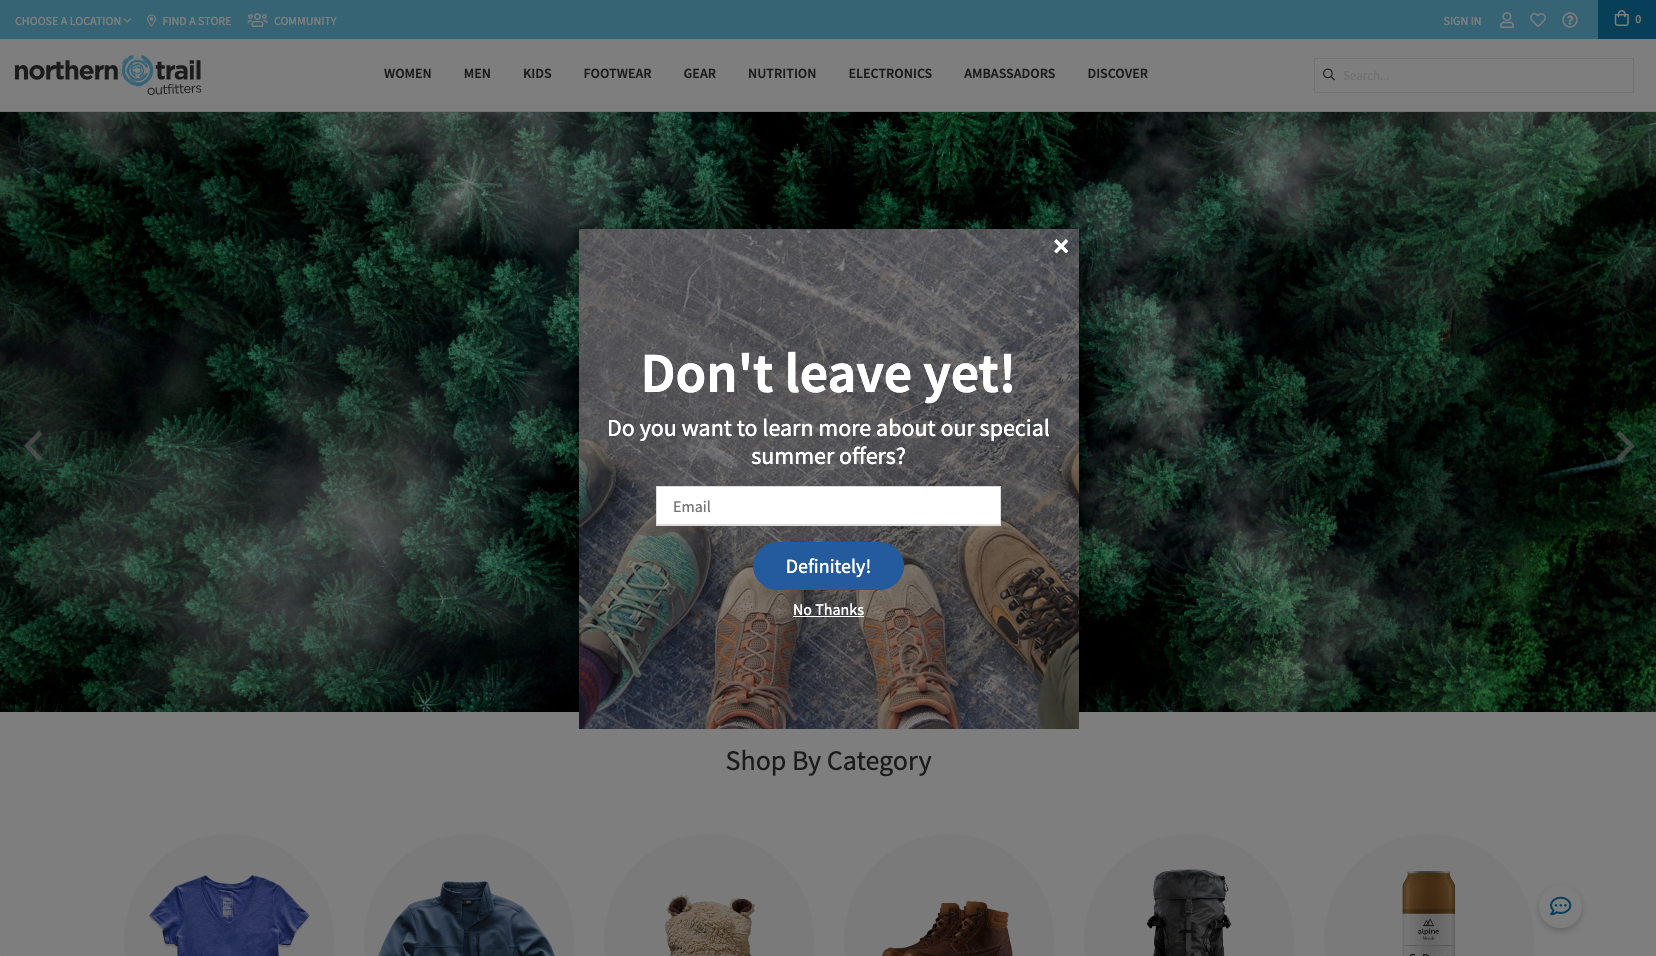 CHOOSE A LOCATION
FIND A STORE
COMMUNITY
SIGN IN
0
northern trail
outfitters
WOMEN
MEN
KIDS
FOOTWEAR
GEAR
NUTRITION
ELECTRONICS
AMBASSADORS
DISCOVER
Search...
Don't leave yet!
Do you want to learn more about our special
summer offers?
Email
Definitely!
No Thanks
Shop By Category
alpine